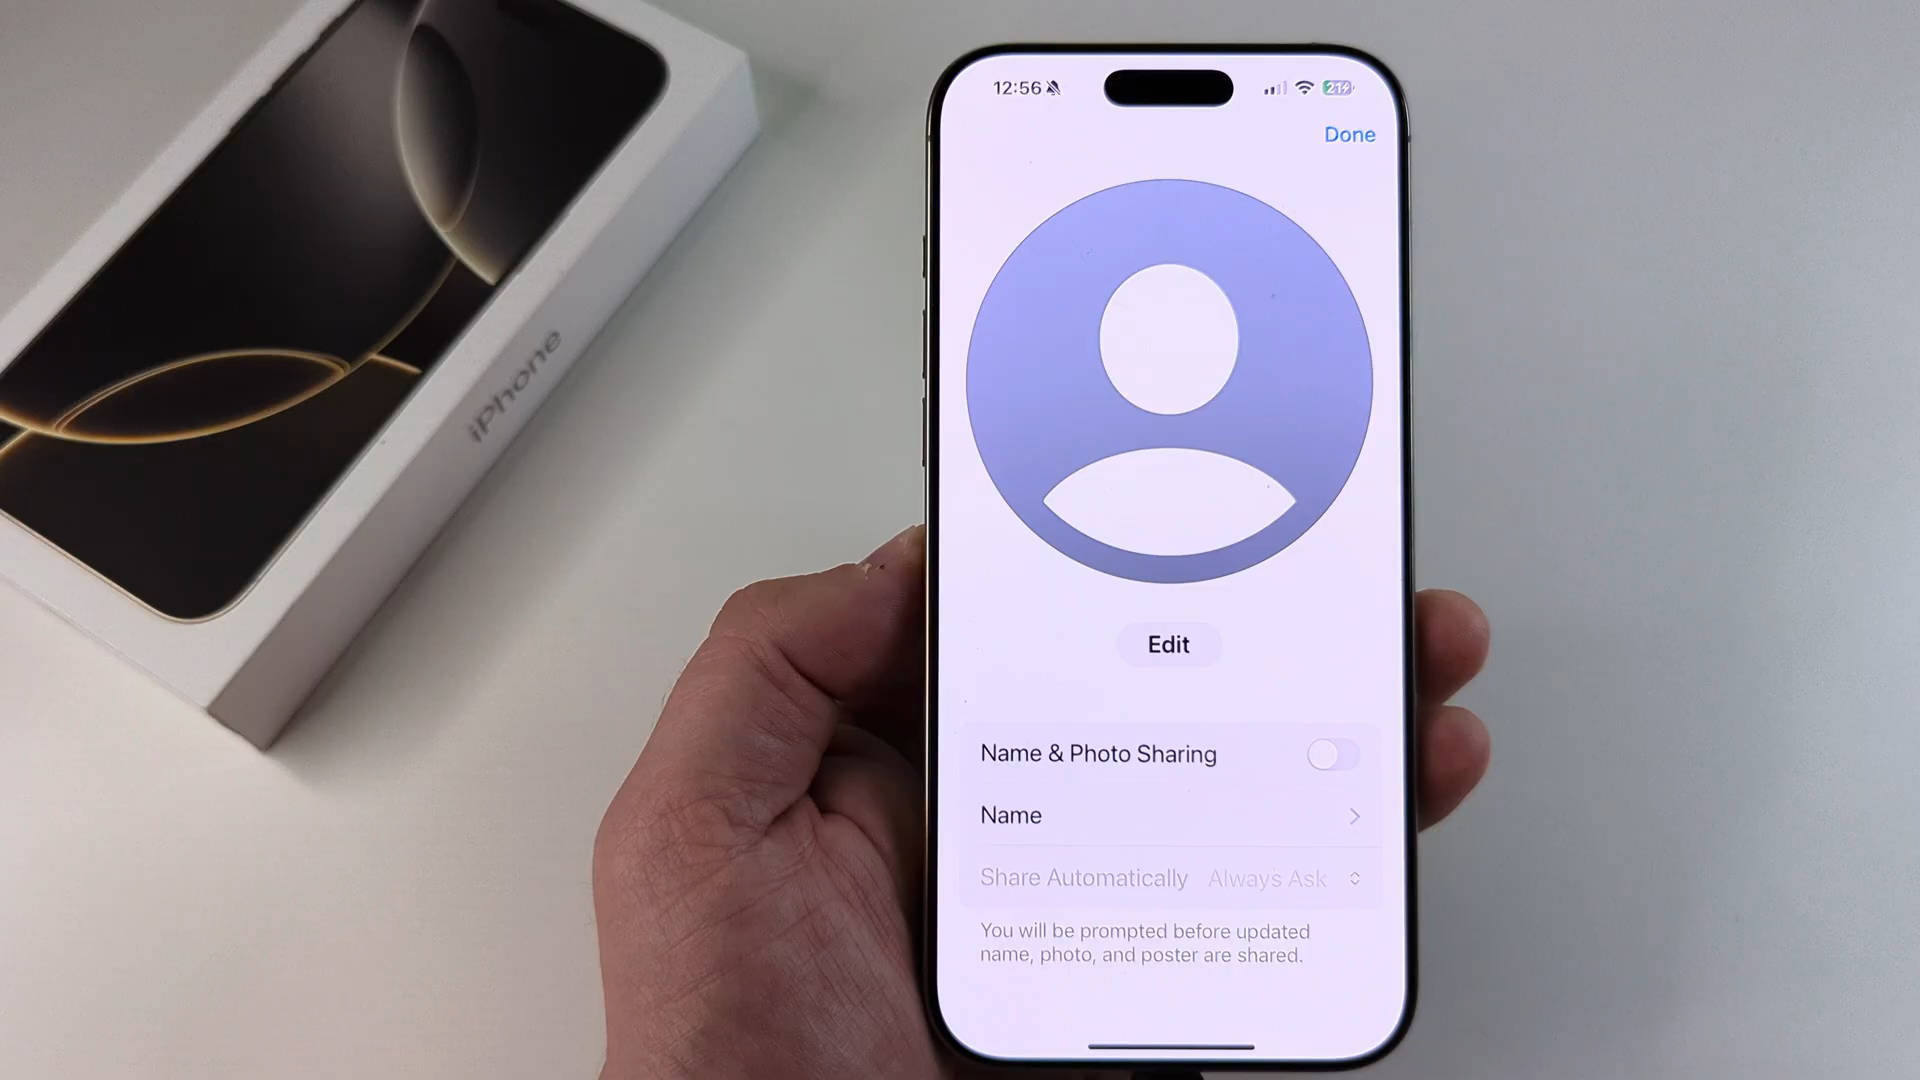 iPhone
12:56
21
Done
Edit
Name & Photo Sharing
Name
Share Automatically Always Ask
You will be prompted before updated
name, photo, and poster are shared.